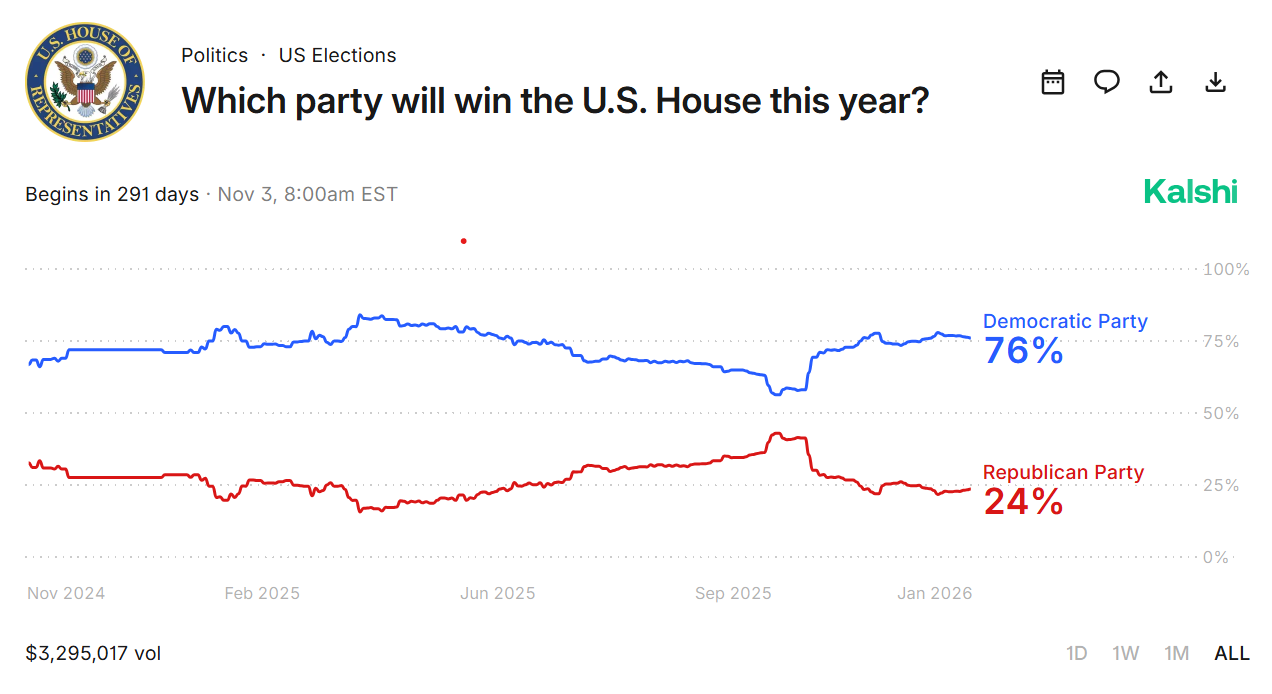 U.S. HOUSE OF
REPRESENTATIVES
Politics · US Elections
Which party will win the U.S. House this year?
Begins in 291 days · Nov 3, 8:00am EST
Kalshi
100%
Democratic Party
75%
76%
50%
Republican Party
25%
24%
0%
Nov 2024 Feb 2025 Jun 2025 Sep 2025 Jan 2026
$3,295,017 vol 1D 1W 1M ALL